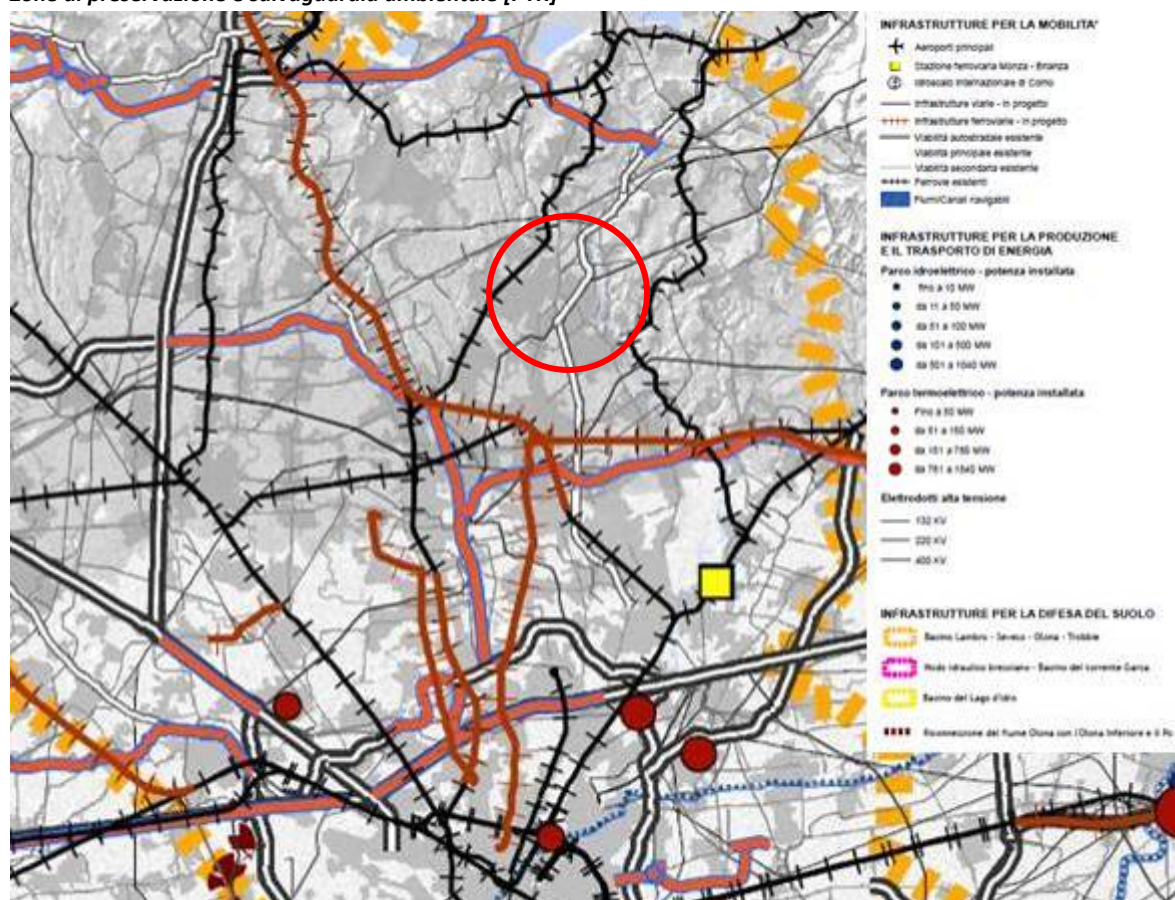 Zone di preservazione e salvaguardia ambientale [PTR]
INFRASTRUTTURE PER LA MOBILITA'
Aeroporti principali
Stazione ferroviaria Monza - Brianza
Idroscalo Internazionale di Como
Infrastrutture viarie - in progetto
Infrastrutture ferroviarie - in progetto
Viabilità autostradale esistente
Viabilità principale esistente
Viabilità secondaria esistente
Ferrovie esistenti
Fiumi/Canali navigabili
INFRASTRUTTURE PER LA PRODUZIONE
E IL TRASPORTO DI ENERGIA
Parco idroelettrico - potenza installata
fino a 10 MW
da 11 a 50 MW
da 51 a 100 MW
da 101 a 500 MW
da 501 a 1040 MW
Parco termoelettrico - potenza installata
Fino a 50 MW
da 51 a 150 MW
da 151 a 750 MW
da 761 a 1840 MW
Elettrodotti alta tensione
132 KV
220 KV
400 KV
INFRASTRUTTURE PER LA DIFESA DEL SUOLO
Bacino Lambro - Seveso - Olona - Trobbie
Nodo idraulico bresciano - Bacino del torrente Garza
Bacino del Lago d'Idro
Riconnessione del fiume Olona con l'Olona Inferiore e il Po